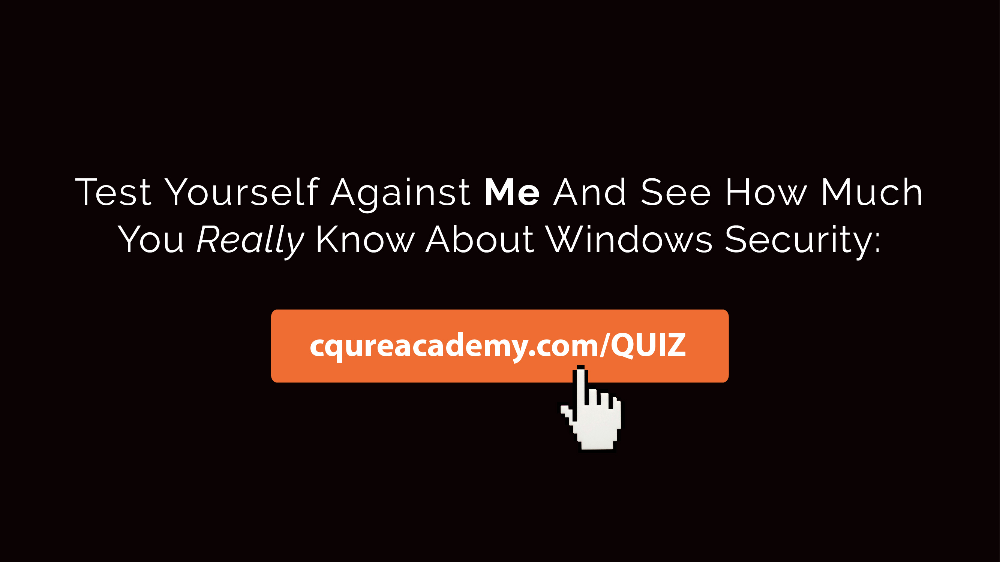 Test Yourself Against Me And See How Much
You Really Know About Windows Security:
cqureacademy.com/QUIZ